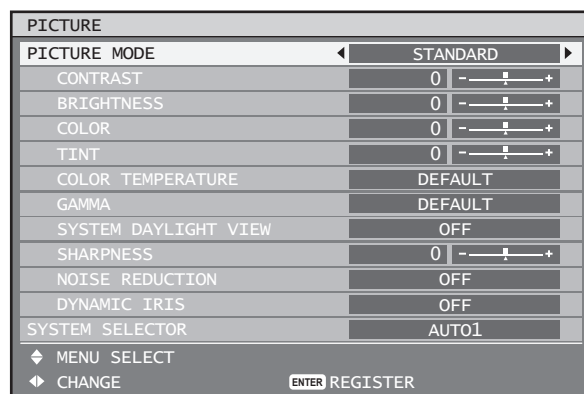 PICTURE
PICTURE MODE STANDARD
CONTRAST 0 - +
BRIGHTNESS 0 - +
COLOR 0 - +
TINT 0 - +
COLOR TEMPERATURE DEFAULT
GAMMA DEFAULT
SYSTEM DAYLIGHT VIEW OFF
SHARPNESS 0 - +
NOISE REDUCTION OFF
DYNAMIC IRIS OFF
SYSTEM SELECTOR AUTO1
MENU SELECT
CHANGE ENTER REGISTER